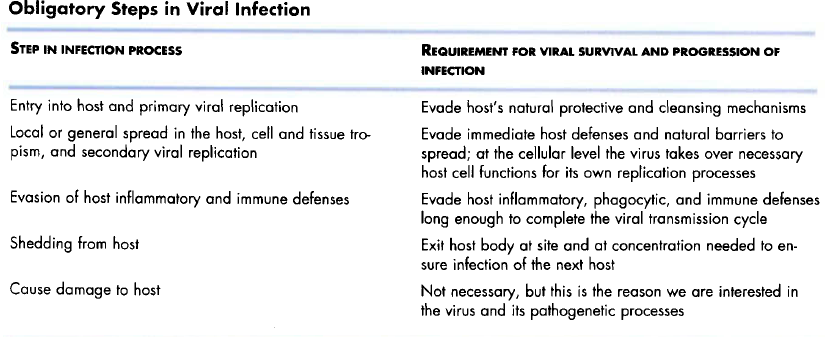 Obligatory Steps in Viral Infection
STEP IN INFECTION PROCESS
REQUIREMENT FOR VIRAL SURVIVAL AND PROGRESSION OF
INFECTION
Entry into host and primary viral replication
Evade host's natural protective and cleansing mechanisms
Local or general spread in the host, cell and tissue tro-
pism, and secondary viral replication
Evade immediate host defenses and natural barriers to
spread; at the cellular level the virus takes over necessary
host cell functions for its own replication processes
Evasion of host inflammatory and immune defenses
Evade host inflammatory, phagocytic, and immune defenses
long enough to complete the viral transmission cycle
Shedding from host
Exit host body at site and at concentration needed to en-
sure infection of the next host
Cause damage to host
Not necessary, but this is the reason we are interested in
the virus and its pathogenetic processes